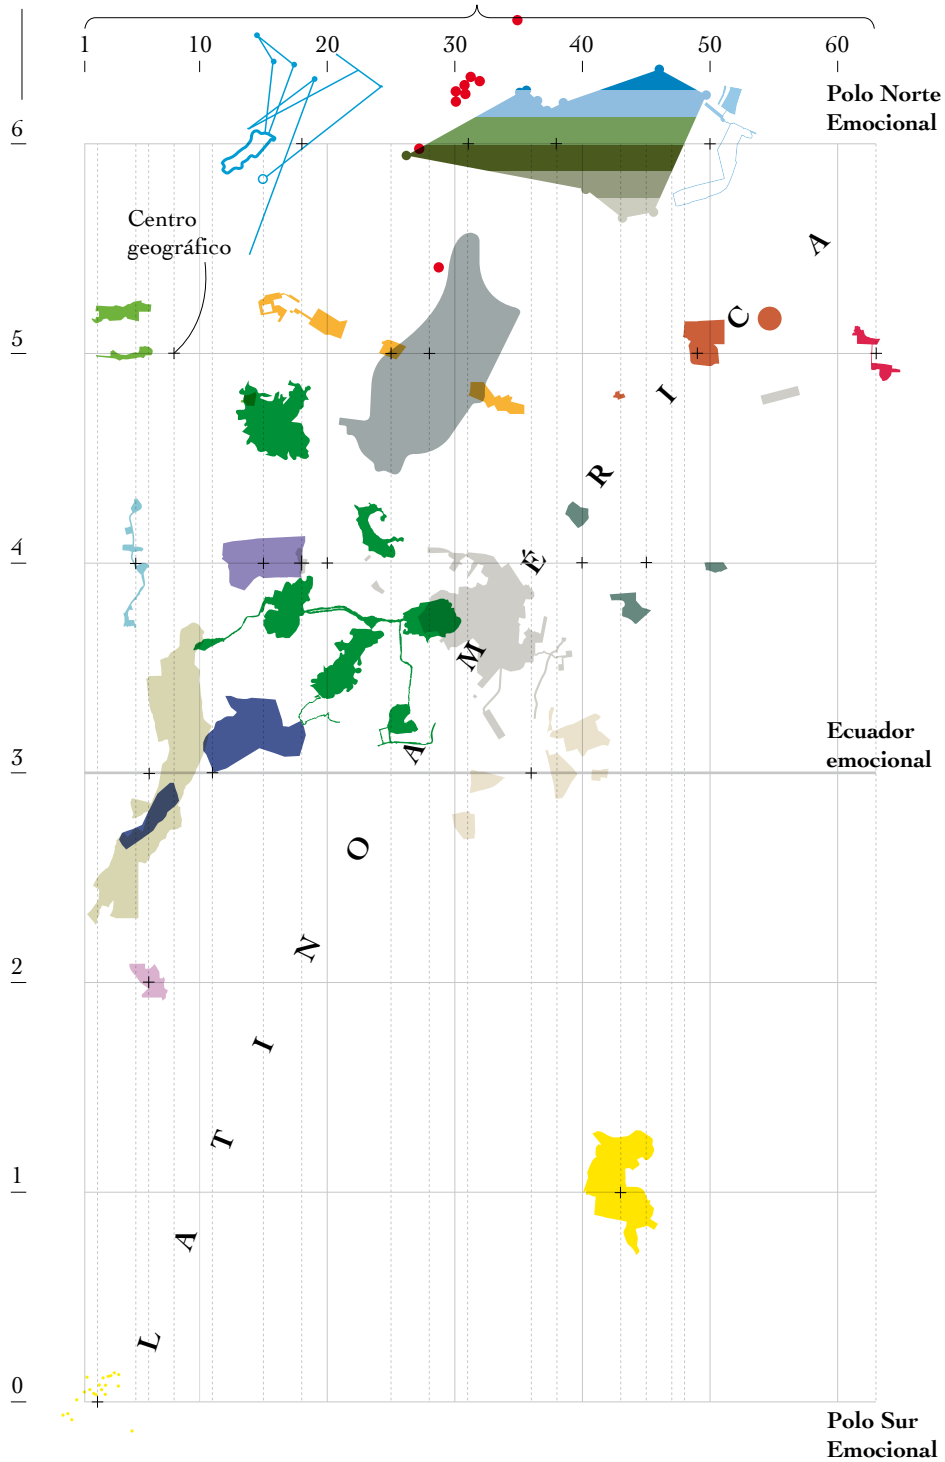 1 10 20 30 40 50 60
Polo Norte
Emocional
6
Centro
geográfico
5
4
Ecuador
emocional
3
2
1
0
Polo Sur
Emocional
LATINOAMÉRICA